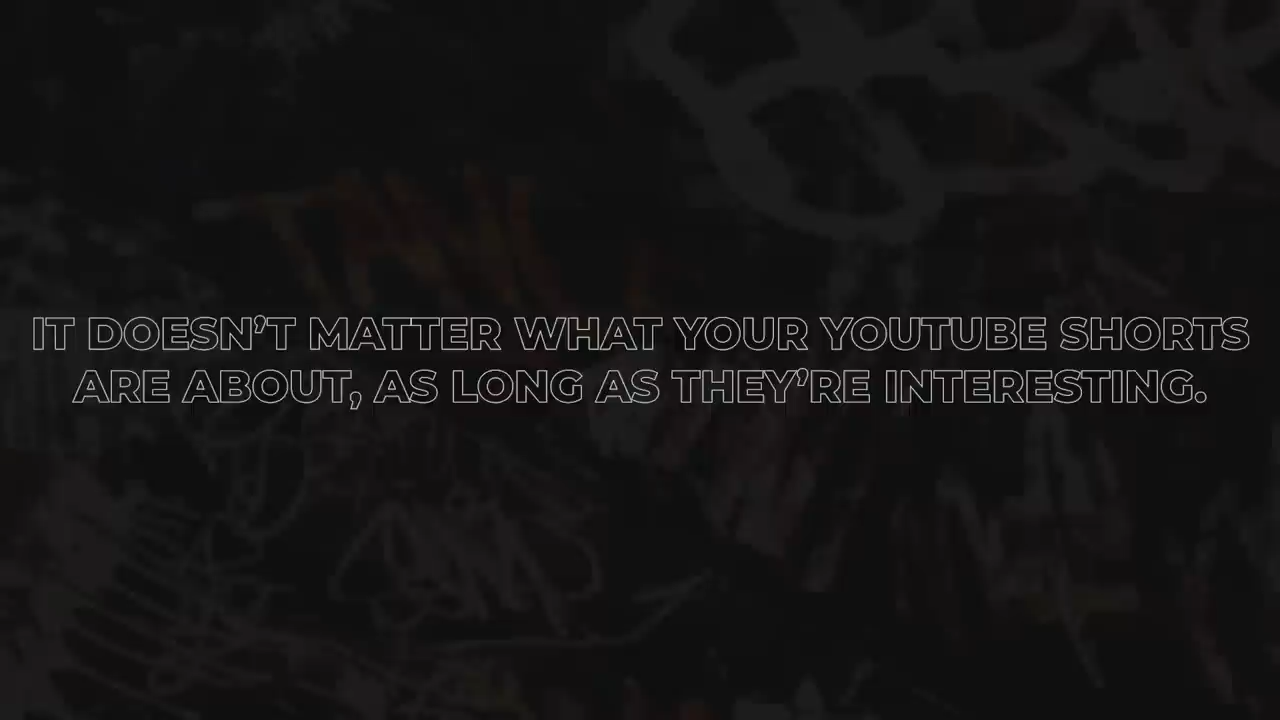 IT DOESN’T MATTER WHAT YOUR YOUTUBE SHORTS
ARE ABOUT, AS LONG AS THEY’RE INTERESTING.